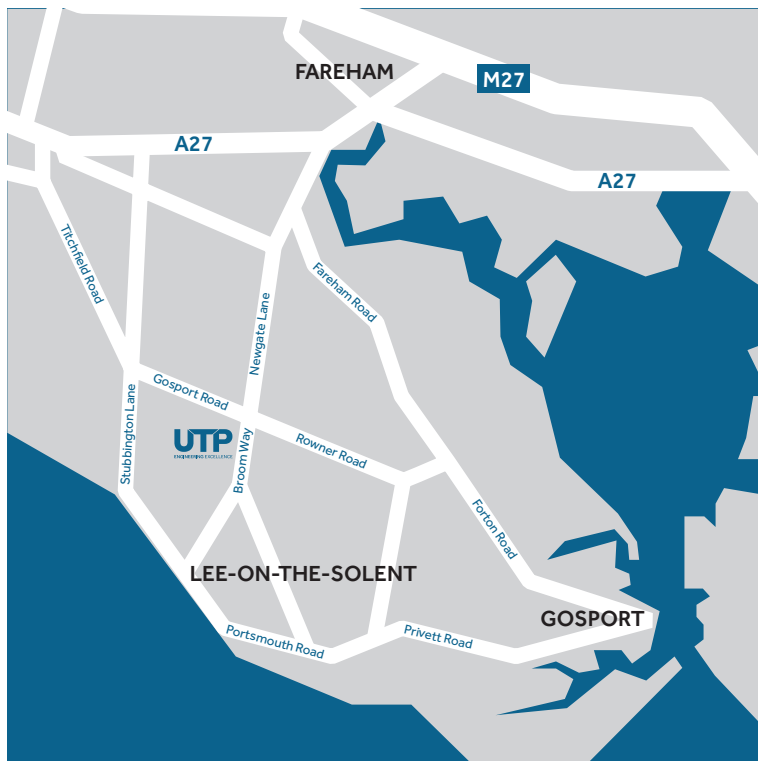 FAREHAM
M27
A27
A27
Titchfield Road
Fareham Road
Newgate Lane
Gosport Road
Stubbington Lane
UTP
ENGINEERING EXCELLENCE
Broom Way
Rowner Road
Forton Road
LEE-ON-THE-SOLENT
GOSPORT
Portsmouth Road
Privett Road